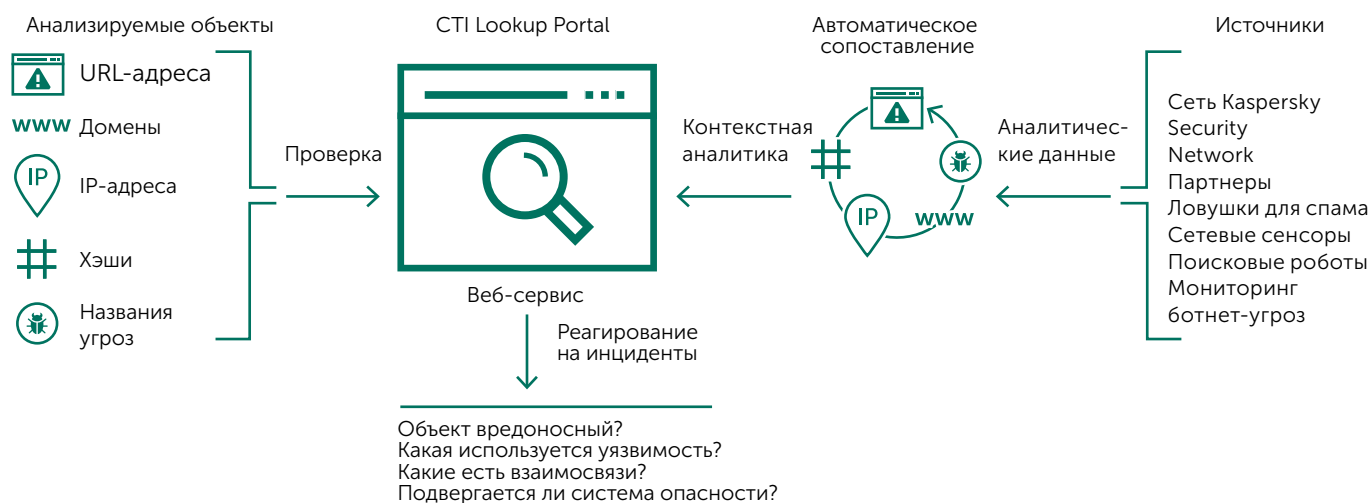 Анализируемые объекты
URL-адреса
www Домены
IP
IP-адреса
Хэши
Названия
угроз
Проверка
CTI Lookup Portal
Веб-сервис
Реагирование
на инциденты
Объект вредоносный?
Какая используется уязвимость?
Какие есть взаимосвязи?
Подвергается ли система опасности?
Контекстная
аналитика
Автоматическое
сопоставление
IP
www
Аналитичес-
кие данные
Источники
Сеть Kaspersky
Security
Network
Партнеры
Ловушки для спама
Сетевые сенсоры
Поисковые роботы
Мониторинг
ботнет-угроз